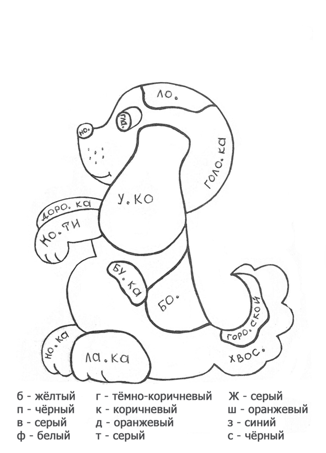 ло.
голо.ка
но.
у.ко
доро.ка
ко.ти
бу.ка
бо.
горо.ской
хвос.
но.ка
ла.ка
б - жёлтый г - тёмно-коричневый Ж - серый
п - чёрный к - коричневый ш - оранжевый
в - серый д - оранжевый з - синий
ф - белый т - серый с - чёрный